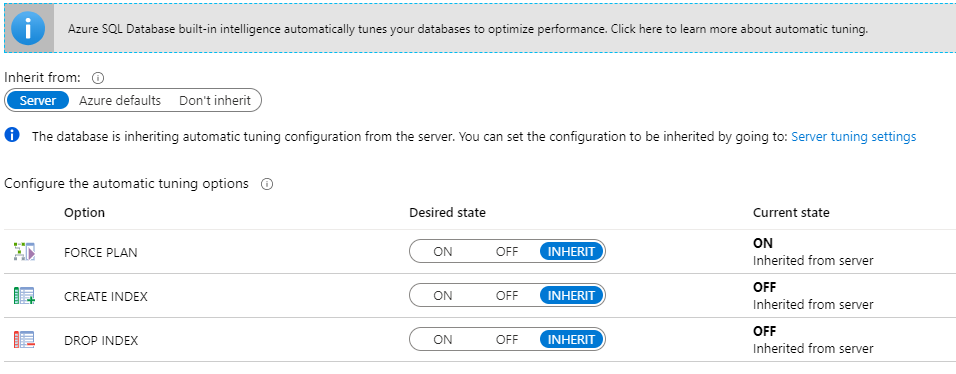 Azure SQL Database built-in intelligence automatically tunes your databases to optimize performance. Click here to learn more about automatic tuning.
Inherit from:
Server Azure defaults Don't inherit
The database is inheriting automatic tuning configuration from the server. You can set the configuration to be inherited by going to: Server tuning settings
Configure the automatic tuning options
Option Desired state Current state
FORCE PLAN ON OFF INHERIT ON
Inherited from server
CREATE INDEX ON OFF INHERIT OFF
Inherited from server
DROP INDEX ON OFF INHERIT OFF
Inherited from server